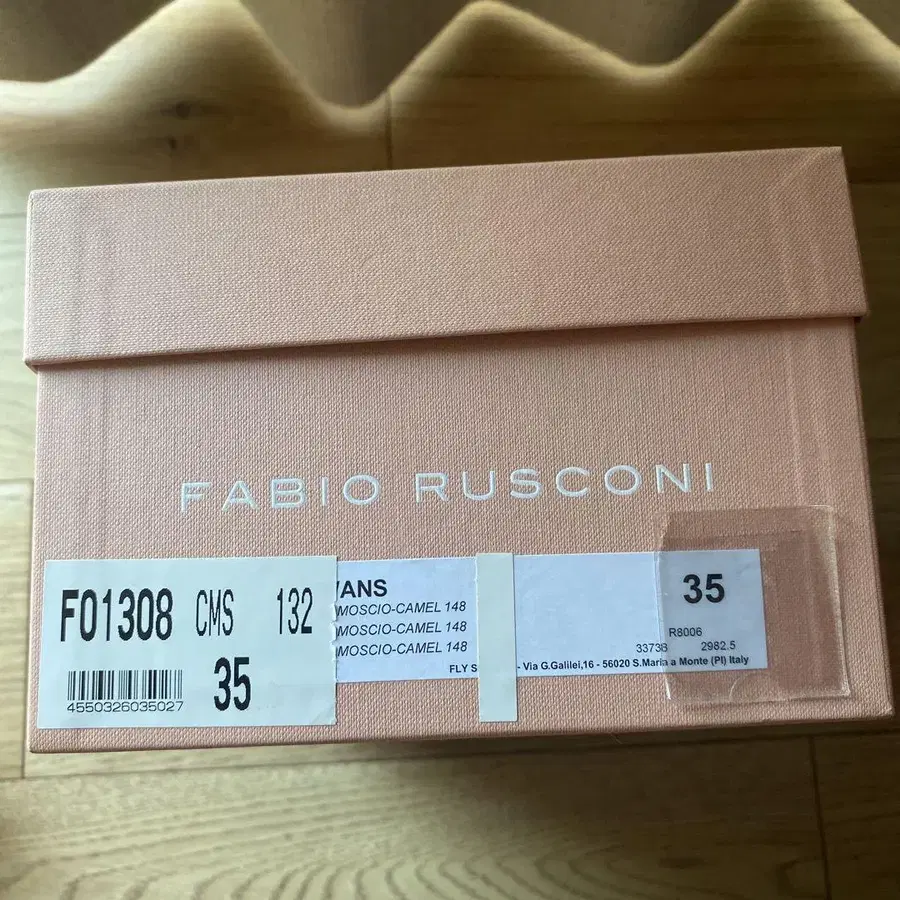 FABIO RUSCONI
F01308 CMS 132
4550326035027 35
VANS
MOSCIO-CAMEL 148
MOSCIO-CAMEL 148
MOSCIO-CAMEL 148
35
R8006
33738 2982.5
FLY - Via G.Galilei,16 - 56020 S.Maria a Monte (PI) Italy